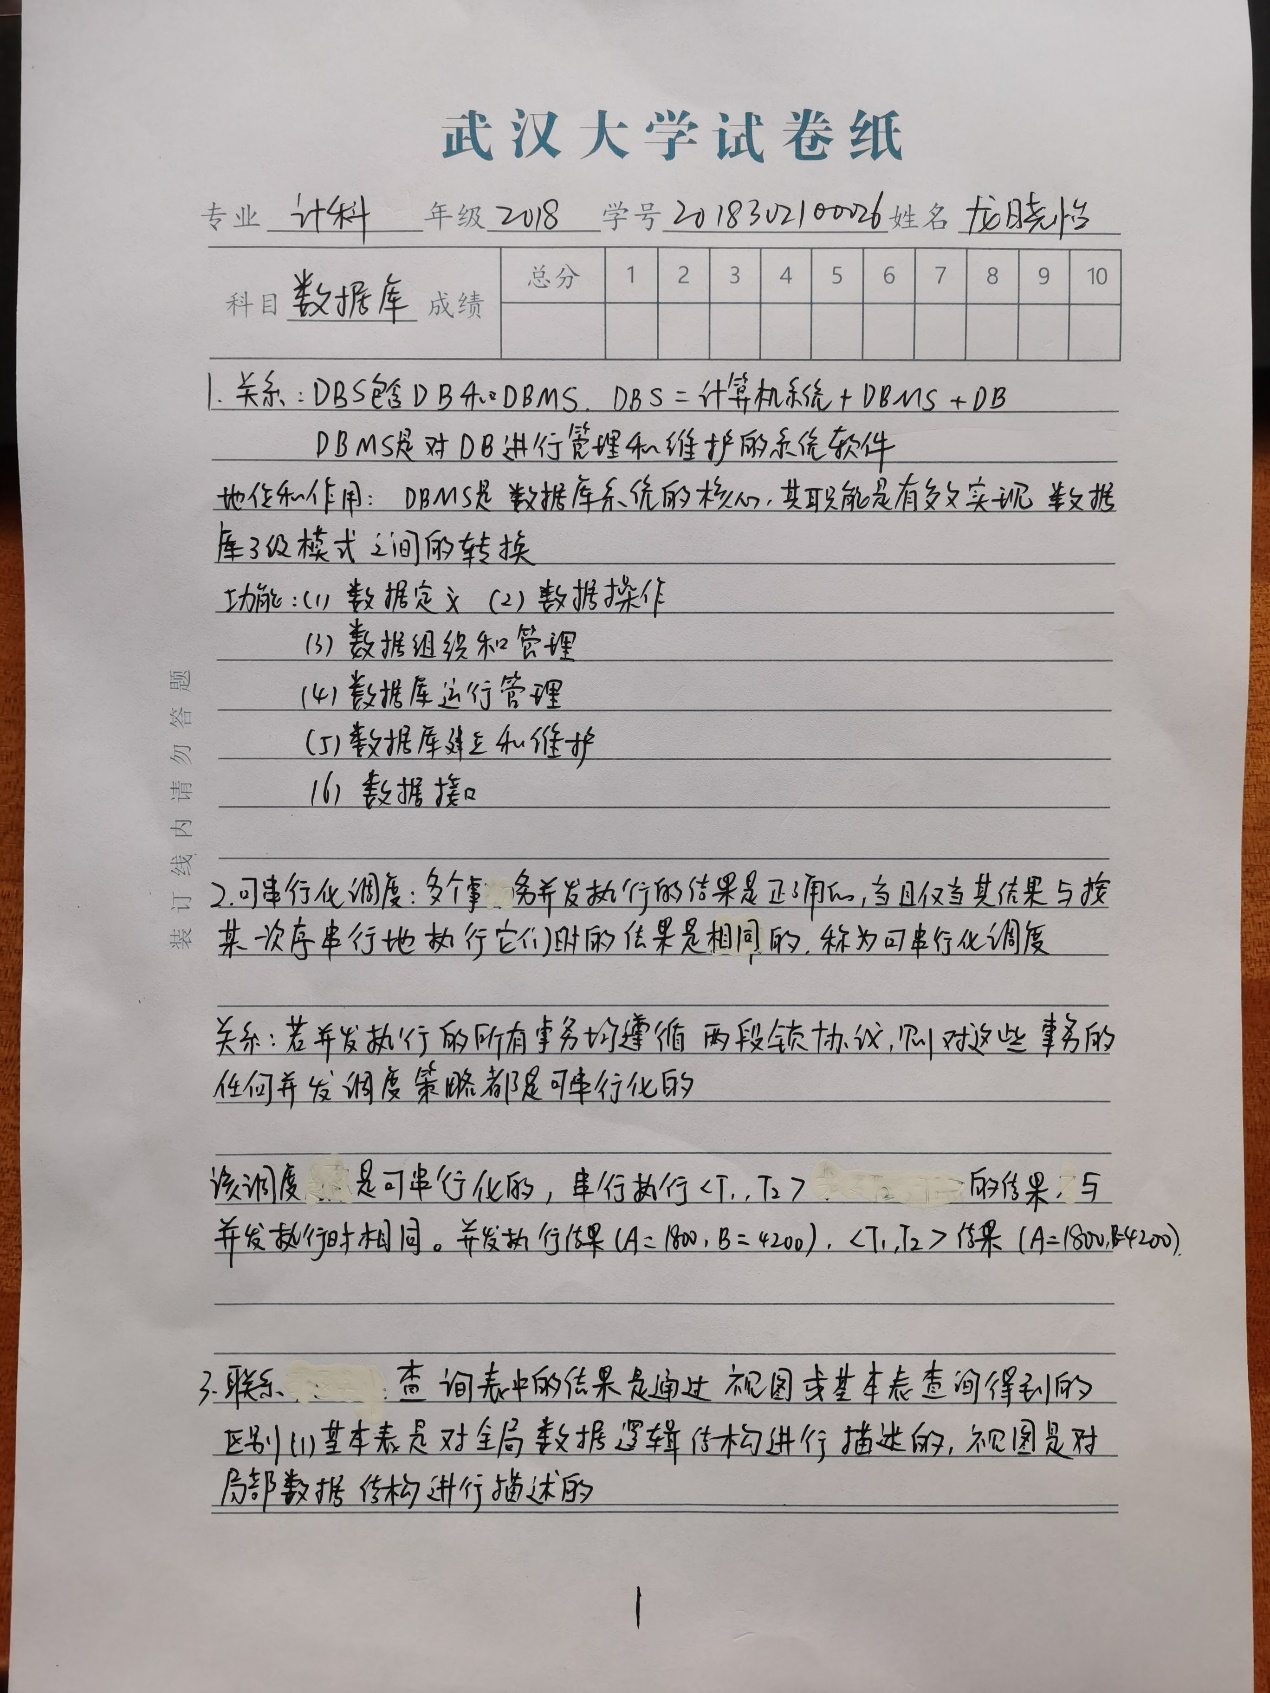 武汉大学试卷纸
专业 计科 年级 2018 学号 2018302100026 姓名 龙晓怡
科目 数据库 成绩 总分 1 2 3 4 5 6 7 8 9 10
1. 关系：DBS包含DB和DBMS. DBS = 计算机系统 + DBMS + DB
DBMS是对DB进行管理和维护的系统软件
地位和作用：DBMS是数据库系统的核心，其职能是有效实现数据
库3级模式之间的转换
功能：(1) 数据定义 (2) 数据操作
(3) 数据组织和管理
(4) 数据库运行管理
(5) 数据库建立和维护
(6) 数据接口
装订线内请勿答题
2. 可串行化调度：多个事务并发执行的结果是正确的，当且仅当其结果与按
某一次序串行地执行它们时的结果是相同的，称为可串行化调度
关系：若并发执行的所有事务均遵循两段锁协议，则对这些事务的
任何并发调度策略都是可串行化的
该调度是可串行化的，串行执行<T₁,T₂>的结果与
并发执行时相同。并发执行结果(A=1800, B=4200)，<T₁,T₂>结果(A=1800,B=4200).
3. 联系：查询表中的结果是通过视图或基本表查询得到的
区别(1)基本表是对全局数据逻辑结构进行描述的，视图是对
局部数据结构进行描述的
1